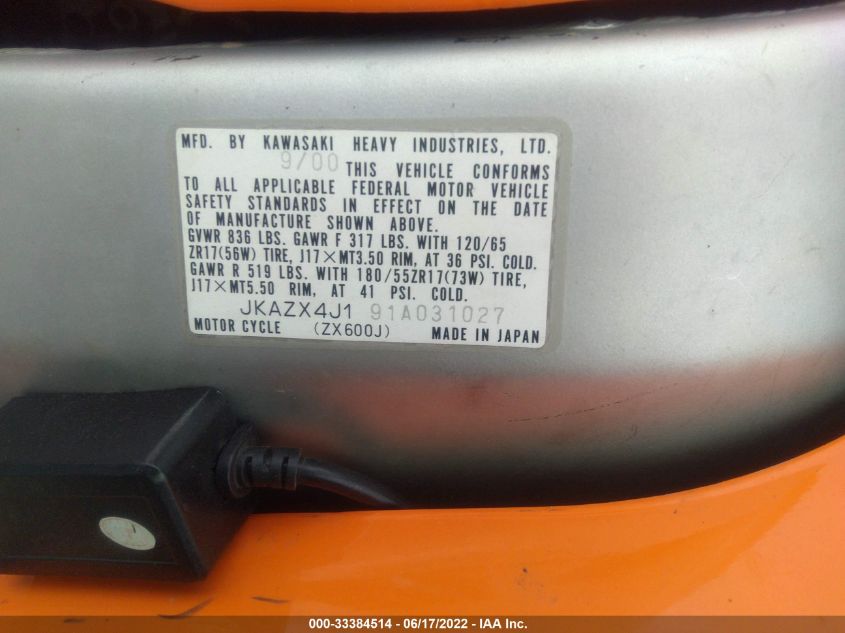 MFD. BY KAWASAKI HEAVY INDUSTRIES, LTD.
9/00 THIS VEHICLE CONFORMS
TO ALL APPLICABLE FEDERAL MOTOR VEHICLE
SAFETY STANDARDS IN EFFECT ON THE DATE
OF MANUFACTURE SHOWN ABOVE.
GVWR 836 LBS. GAWR F 317 LBS. WITH 120/65
ZR17(56W) TIRE, J17×MT3.50 RIM, AT 36 PSI. COLD.
GAWR R 519 LBS. WITH 180/55ZR17(73W) TIRE,
J17×MT5.50 RIM, AT 41 PSI. COLD.
JKAZX4J1 91A031027
MOTOR CYCLE (ZX600J) MADE IN JAPAN
000-33384514 - 06/17/2022 - IAA Inc.